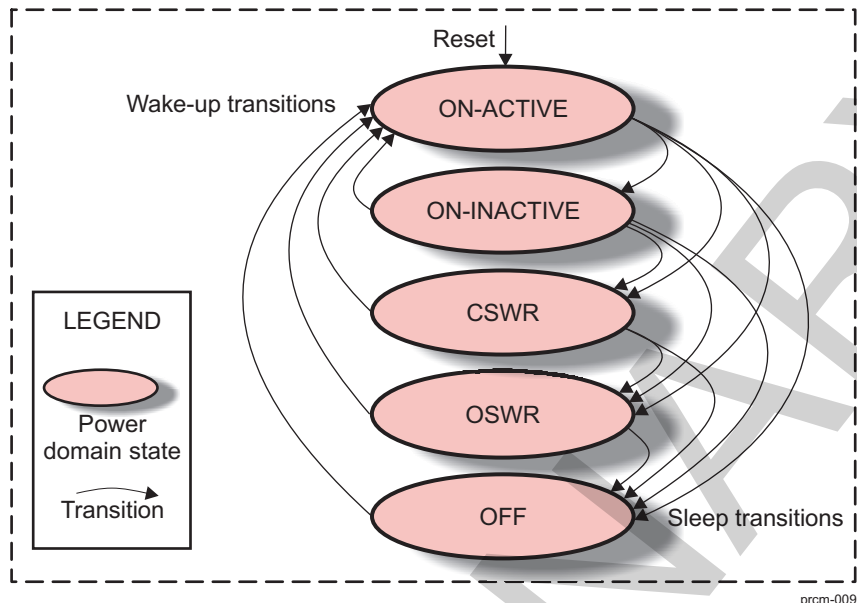 Reset
Wake-up transitions
ON-ACTIVE
ON-INACTIVE
CSWR
OSWR
OFF
Sleep transitions
LEGEND
Power
domain state
Transition
prcm-009